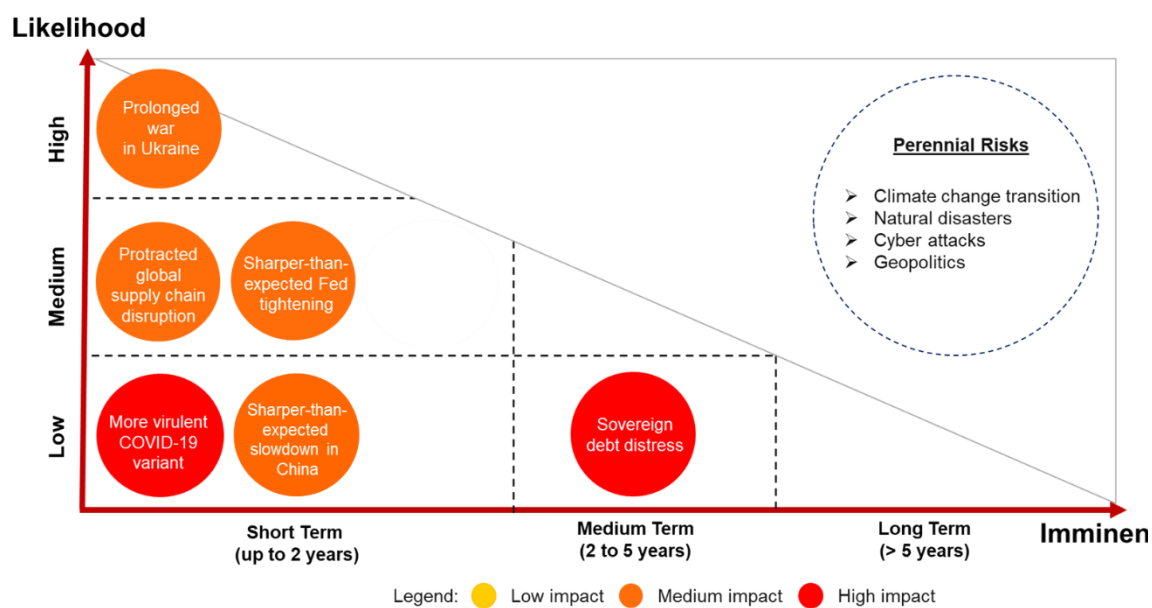 Likelihood
High
Prolonged
war
in Ukraine
Perennial Risks
Climate change transition
Natural disasters
Cyber attacks
Geopolitics
Medium
Protracted
global
supply chain
disruption
Sharper-than-
expected Fed
tightening
Low
More virulent
COVID-19
variant
Sharper-than-
expected
slowdown in
China
Sovereign
debt distress
Short Term
(up to 2 years)
Medium Term
(2 to 5 years)
Long Term
(> 5 years)
Imminen
Legend:
Low impact
Medium impact
High impact